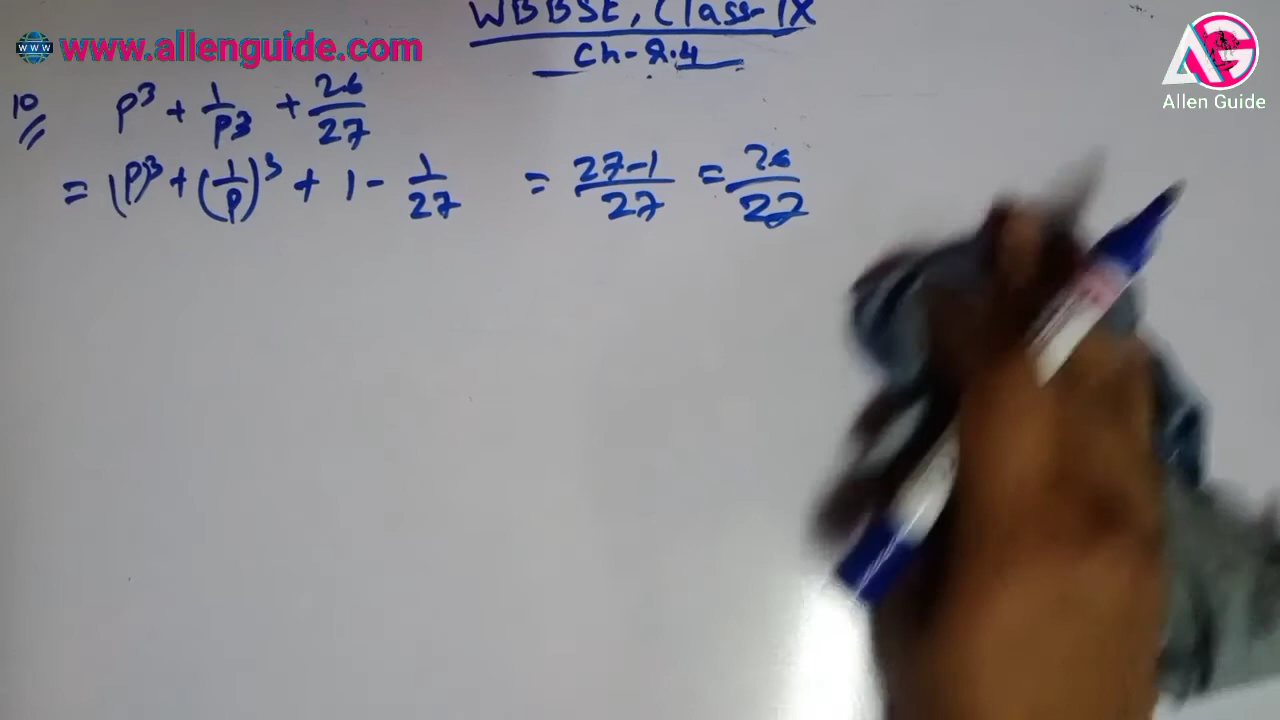 WBBSE, Class-IX
www.allenguide.com
Ch-8.4
Allen Guide
10 p³ + 1/p³ + 26/27
= (p)³ + (1/p)³ + 1 - 1/27 = 27-1/27 = 26/27